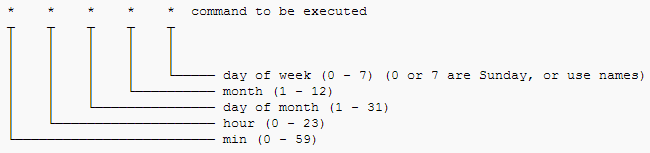 * * * * * command to be executed
day of week (0 - 7) (0 or 7 are Sunday, or use names)
month (1 - 12)
day of month (1 - 31)
hour (0 - 23)
min (0 - 59)